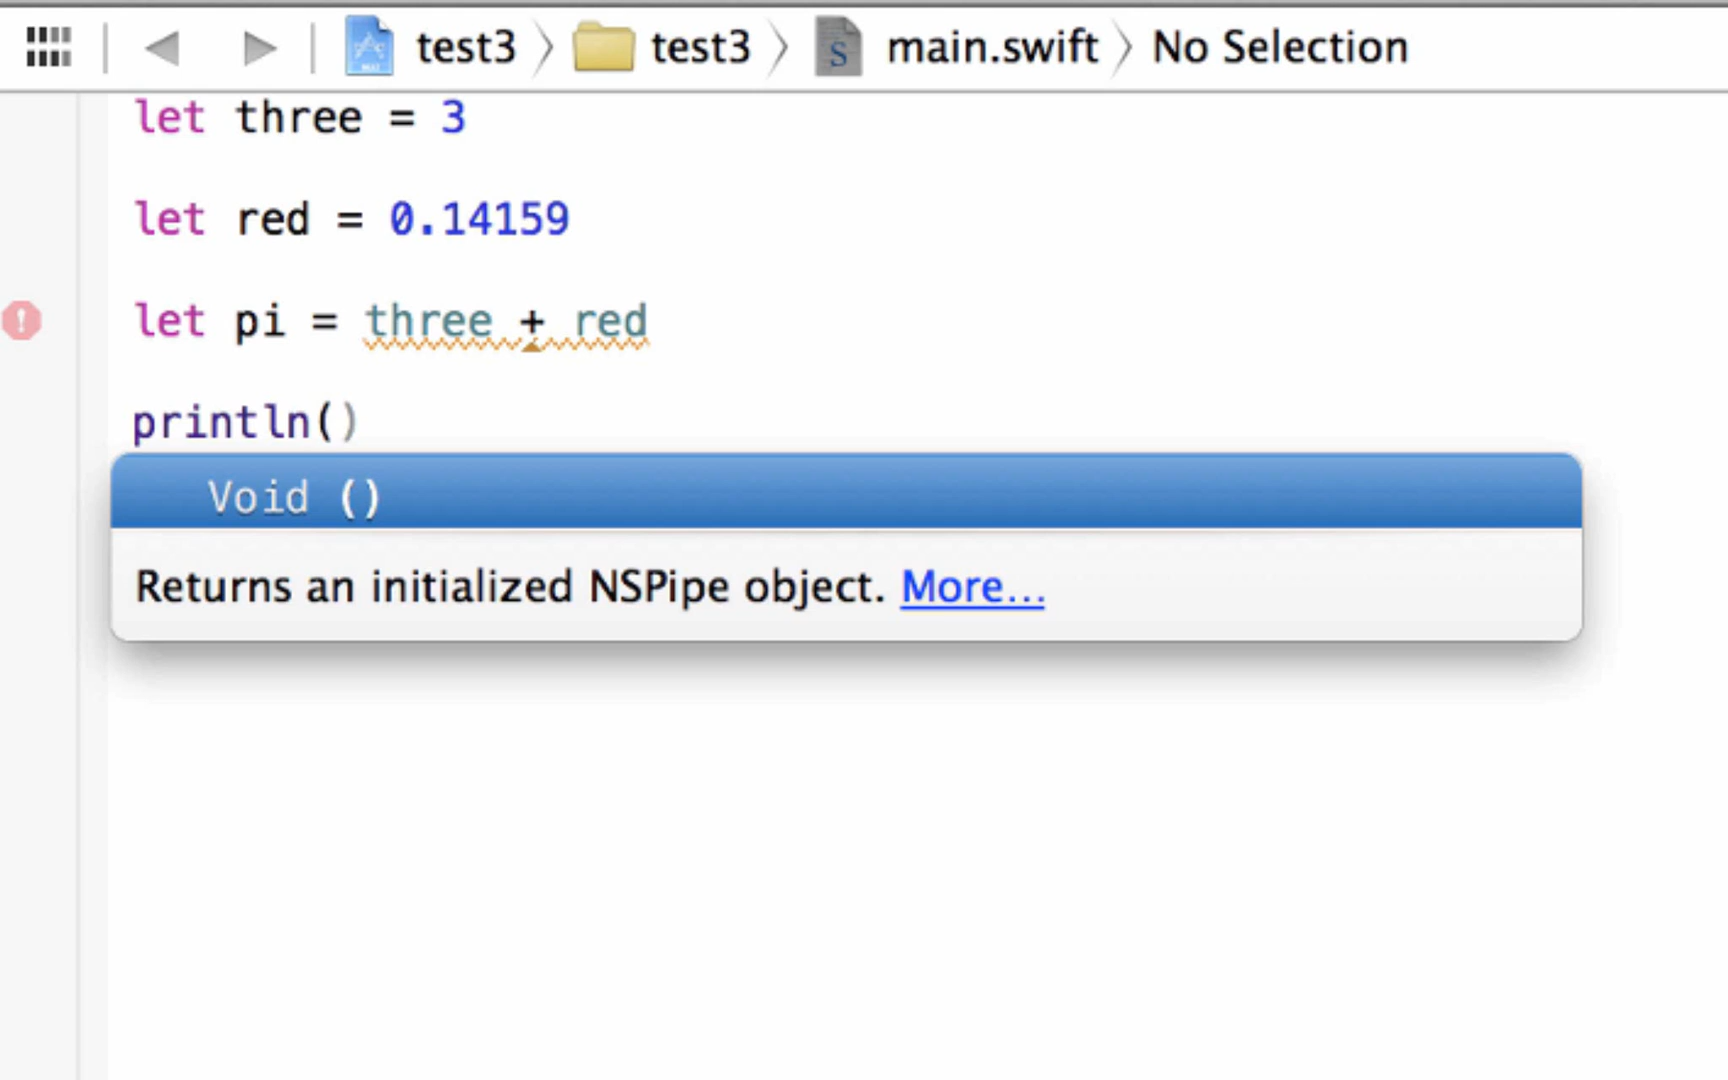 test3 test3 main.swift No Selection
let three = 3
let red = 0.14159
let pi = three + red
println()
Void ()
Returns an initialized NSPipe object. More...